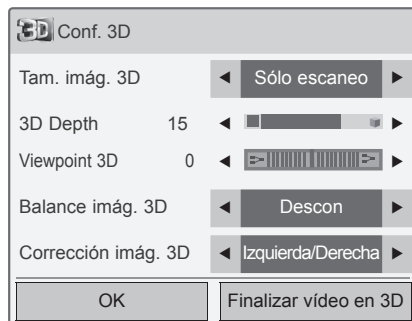 3D Conf. 3D
Tam. imág. 3D ◄ Sólo escaneo ►
3D Depth 15 ◄ ►
Viewpoint 3D 0 ◄ ►
Balance imág. 3D ◄ Descon ►
Corrección imág. 3D ◄ Izquierda/Derecha ►
OK Finalizar vídeo en 3D